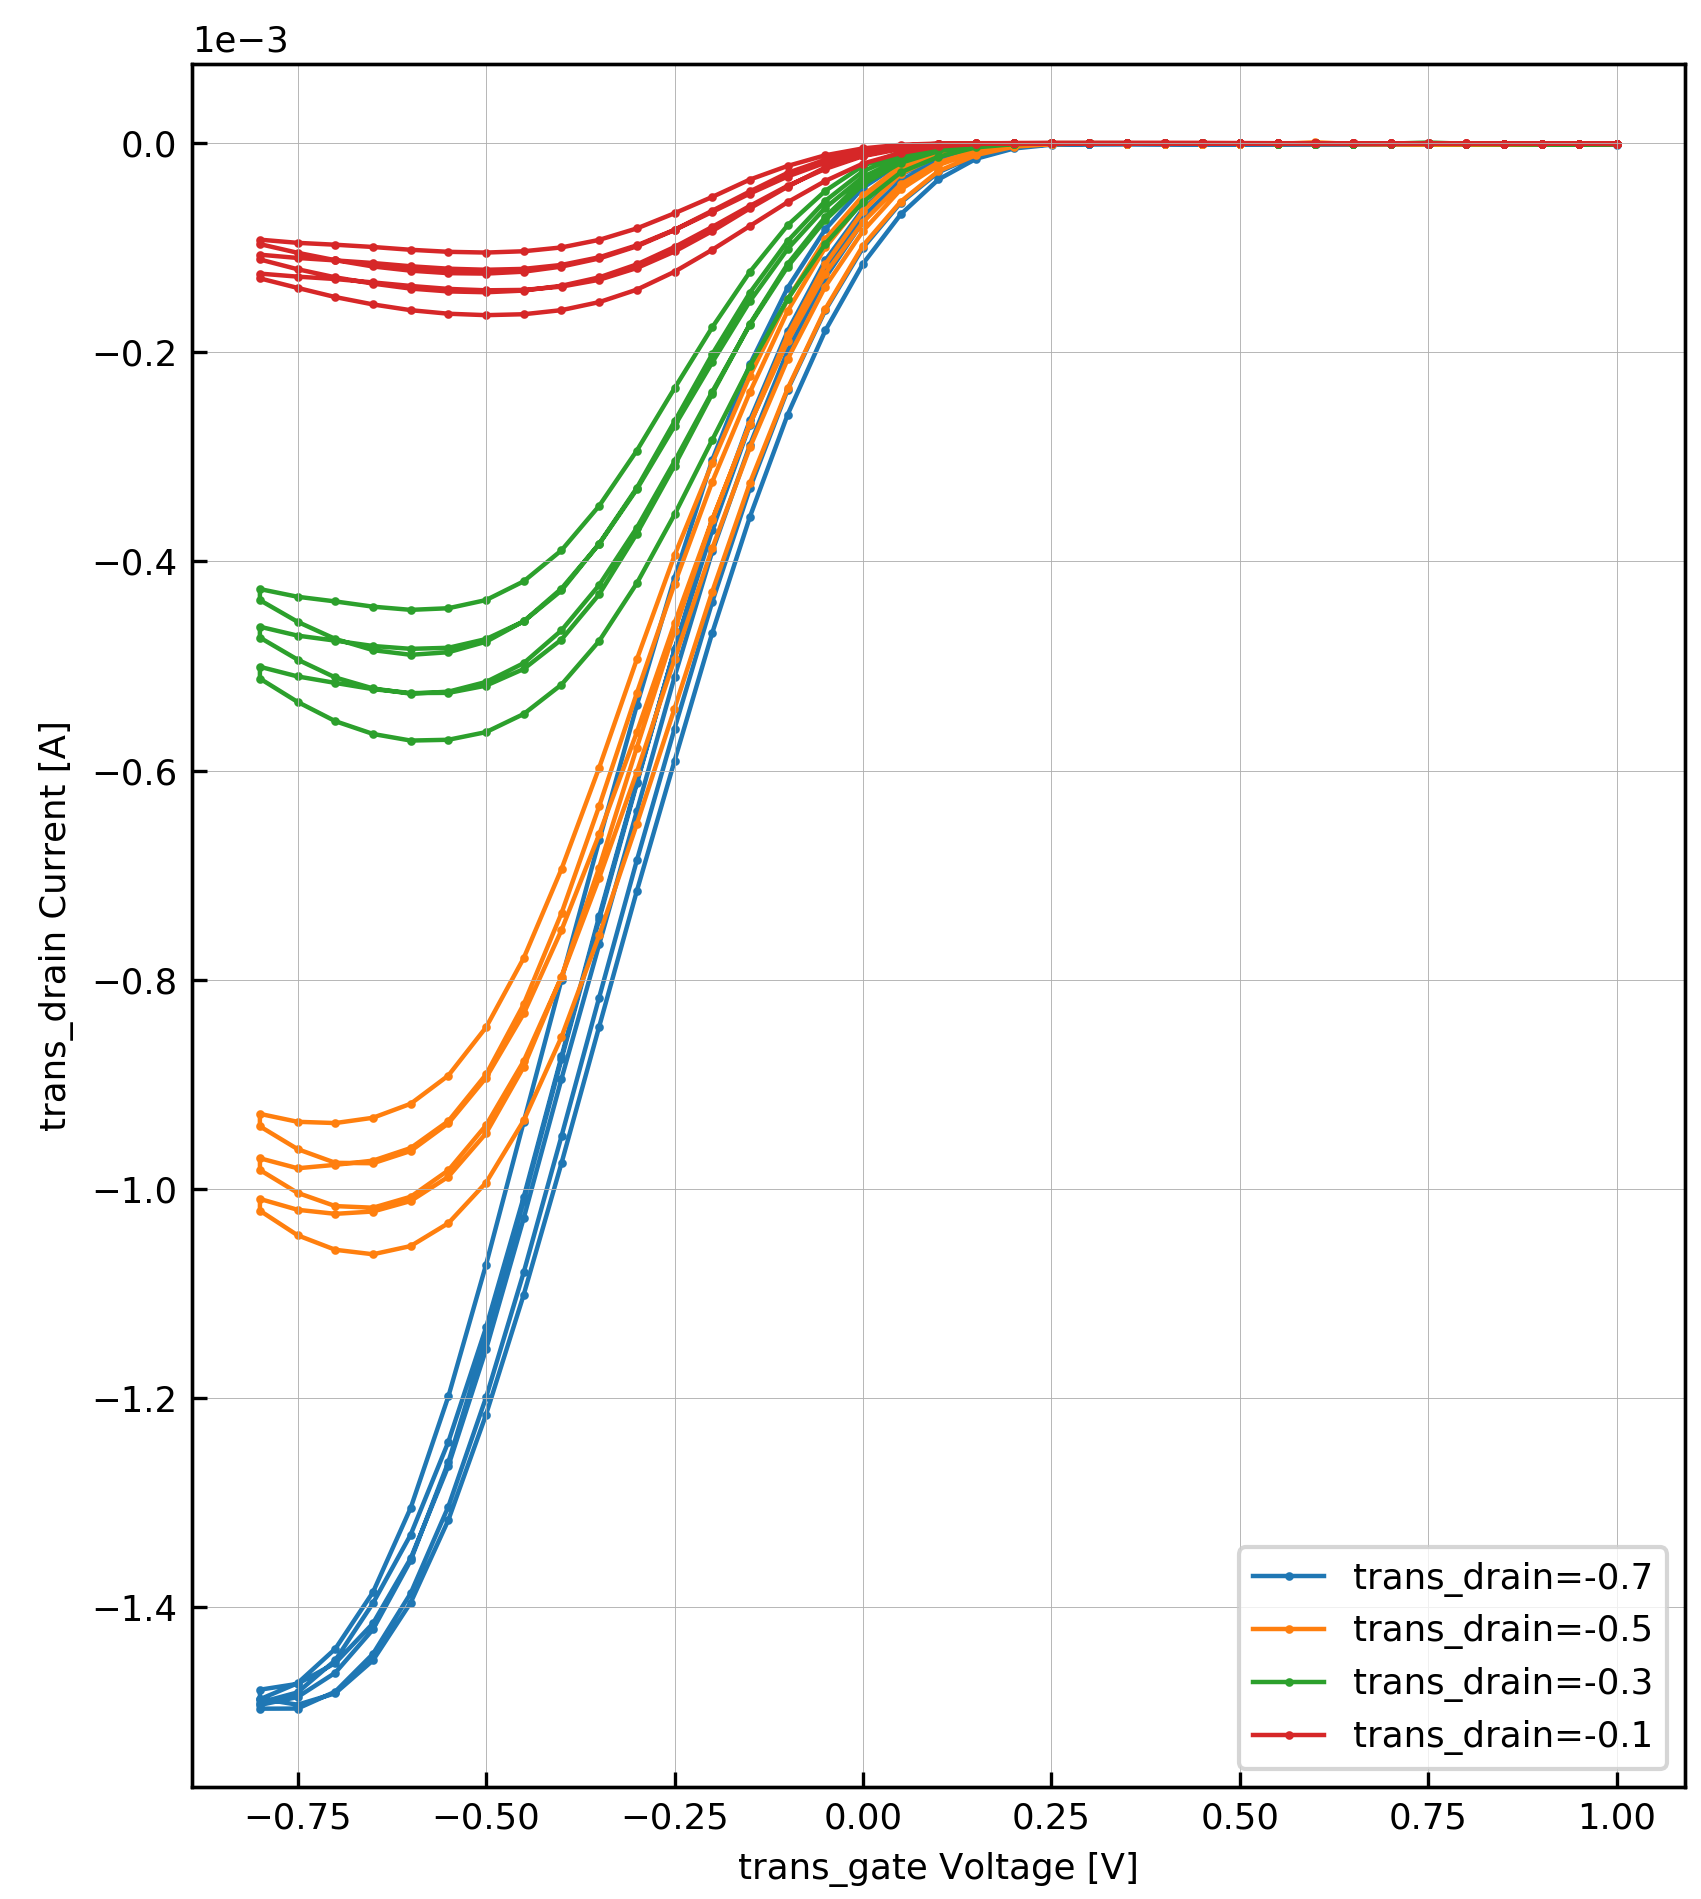 1e−3
0.0
−0.2
−0.4
−0.6
−0.8
−1.0
−1.2
−1.4
trans_drain Current [A]
trans_drain=-0.7
trans_drain=-0.5
trans_drain=-0.3
trans_drain=-0.1
−0.75 −0.50 −0.25 0.00 0.25 0.50 0.75 1.00
trans_gate Voltage [V]